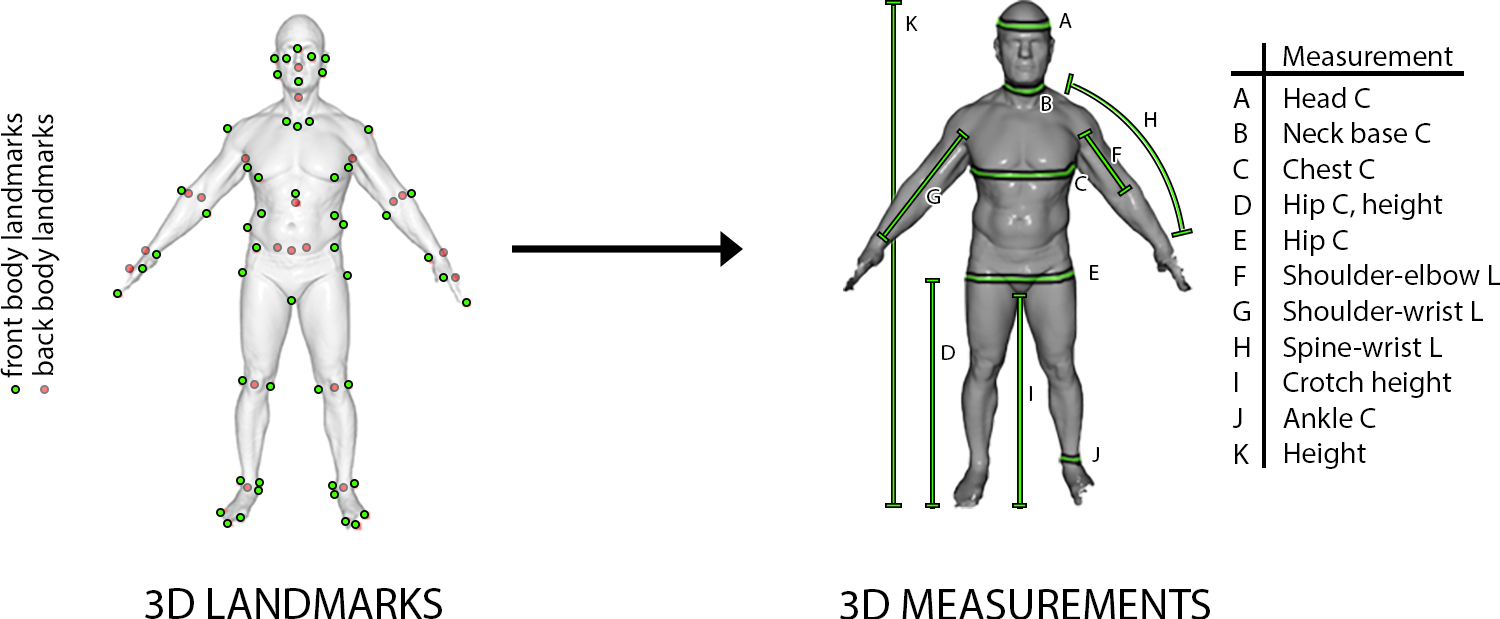 front body landmarks
back body landmarks
3D LANDMARKS
K
A
B
H
F
C
G
E
D
I
J
3D MEASUREMENTS
Measurement
A Head C
B Neck base C
C Chest C
D Hip C, height
E Hip C
F Shoulder-elbow L
G Shoulder-wrist L
H Spine-wrist L
I Crotch height
J Ankle C
K Height